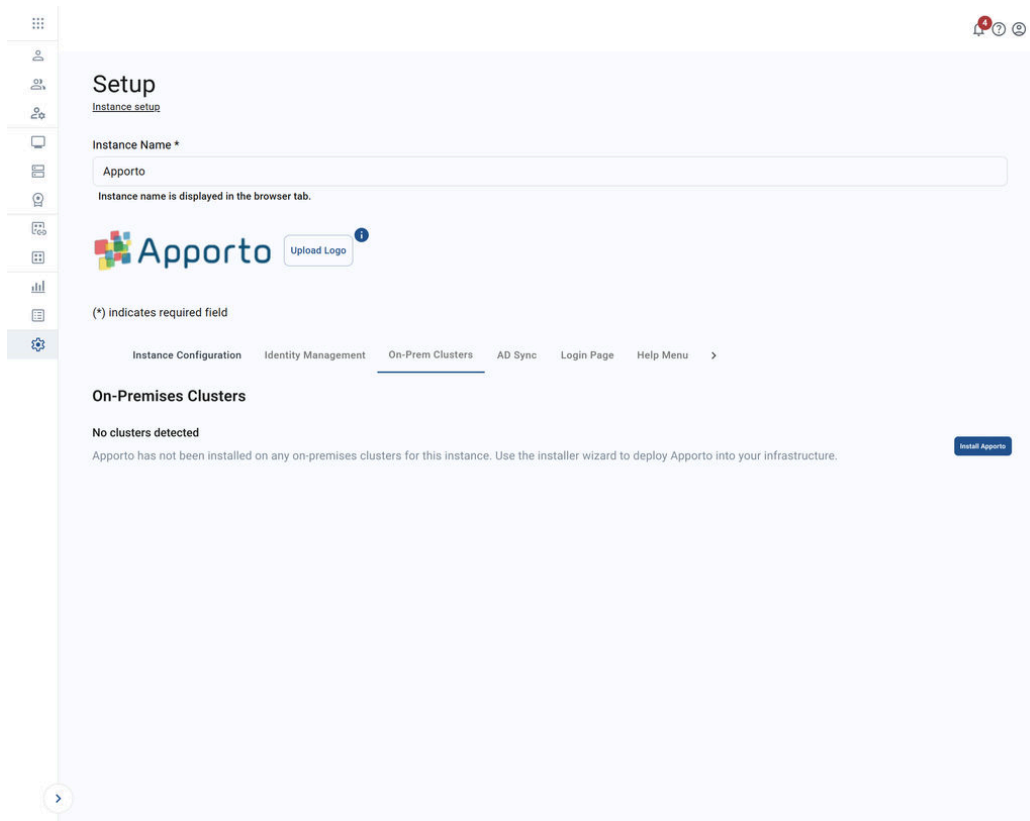 4
Setup
Instance setup
Instance Name *
Apporto
Instance name is displayed in the browser tab.
Apporto
Upload Logo
(*) indicates required field
Instance Configuration Identity Management On-Prem Clusters AD Sync Login Page Help Menu
On-Premises Clusters
No clusters detected
Apporto has not been installed on any on-premises clusters for this instance. Use the installer wizard to deploy Apporto into your infrastructure.
Install Apporto